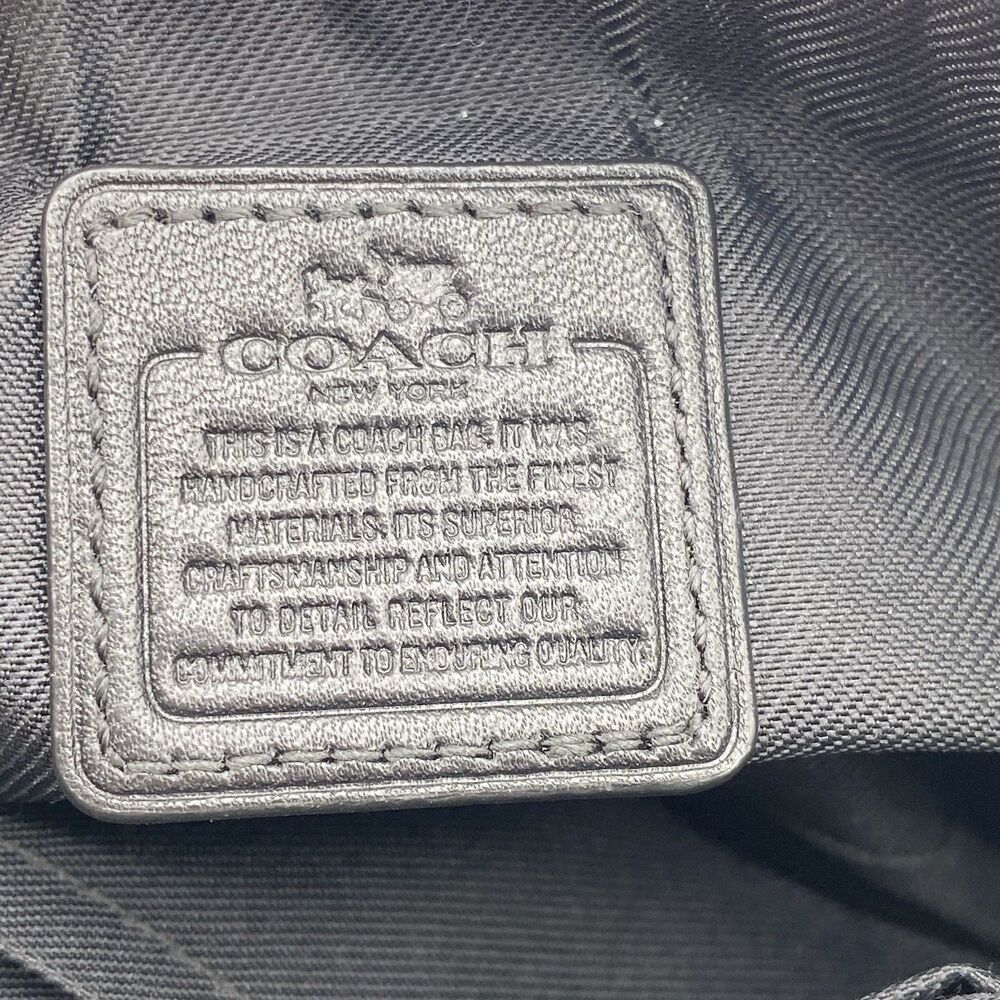 COACH
NEW YORK
THIS IS A COACH BAG. IT WAS
HANDCRAFTED FROM THE FINEST
MATERIALS. ITS SUPERIOR
CRAFTSMANSHIP AND ATTENTION
TO DETAIL REFLECT OUR
COMMITMENT TO ENDURING QUALITY.